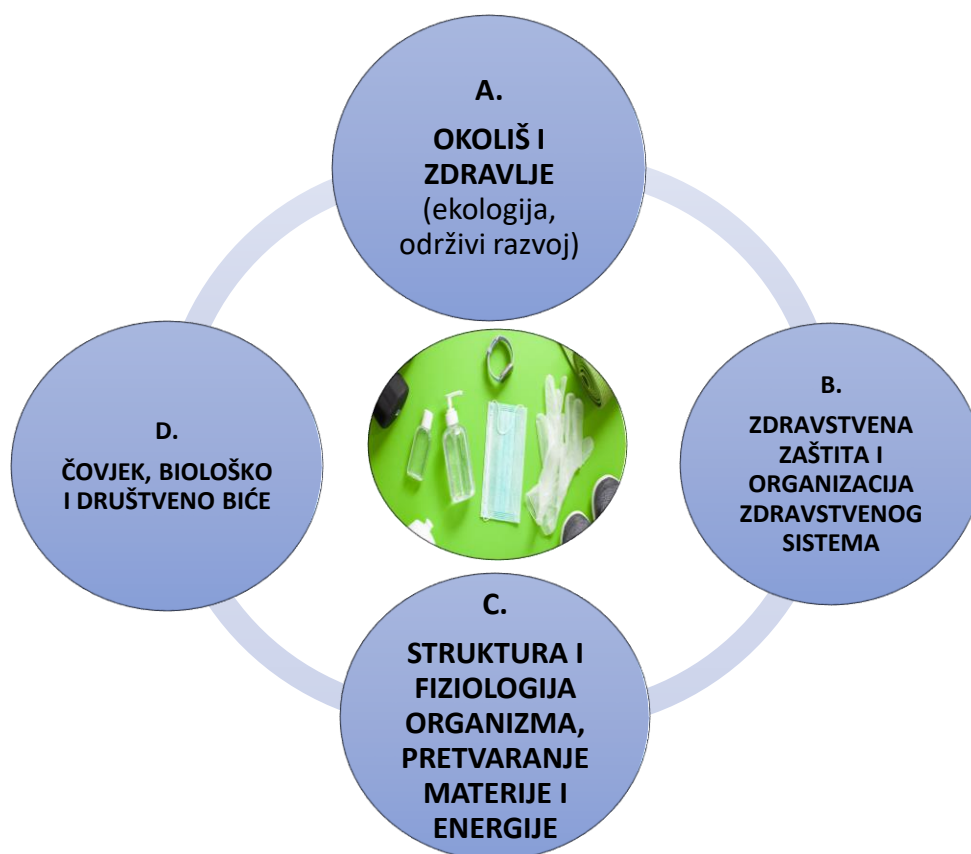 A.
OKOLIŠ I
ZDRAVLJE
(ekologija,
održivi razvoj)
B.
ZDRAVSTVENA
ZAŠTITA I
ORGANIZACIJA
ZDRAVSTVENOG
SISTEMA
C.
STRUKTURA I
FIZIOLOGIJA
ORGANIZMA,
PRETVARANJE
MATERIJE I
ENERGIJE
D.
ČOVJEK, BIOLOŠKO
I DRUŠTVENO BIĆE